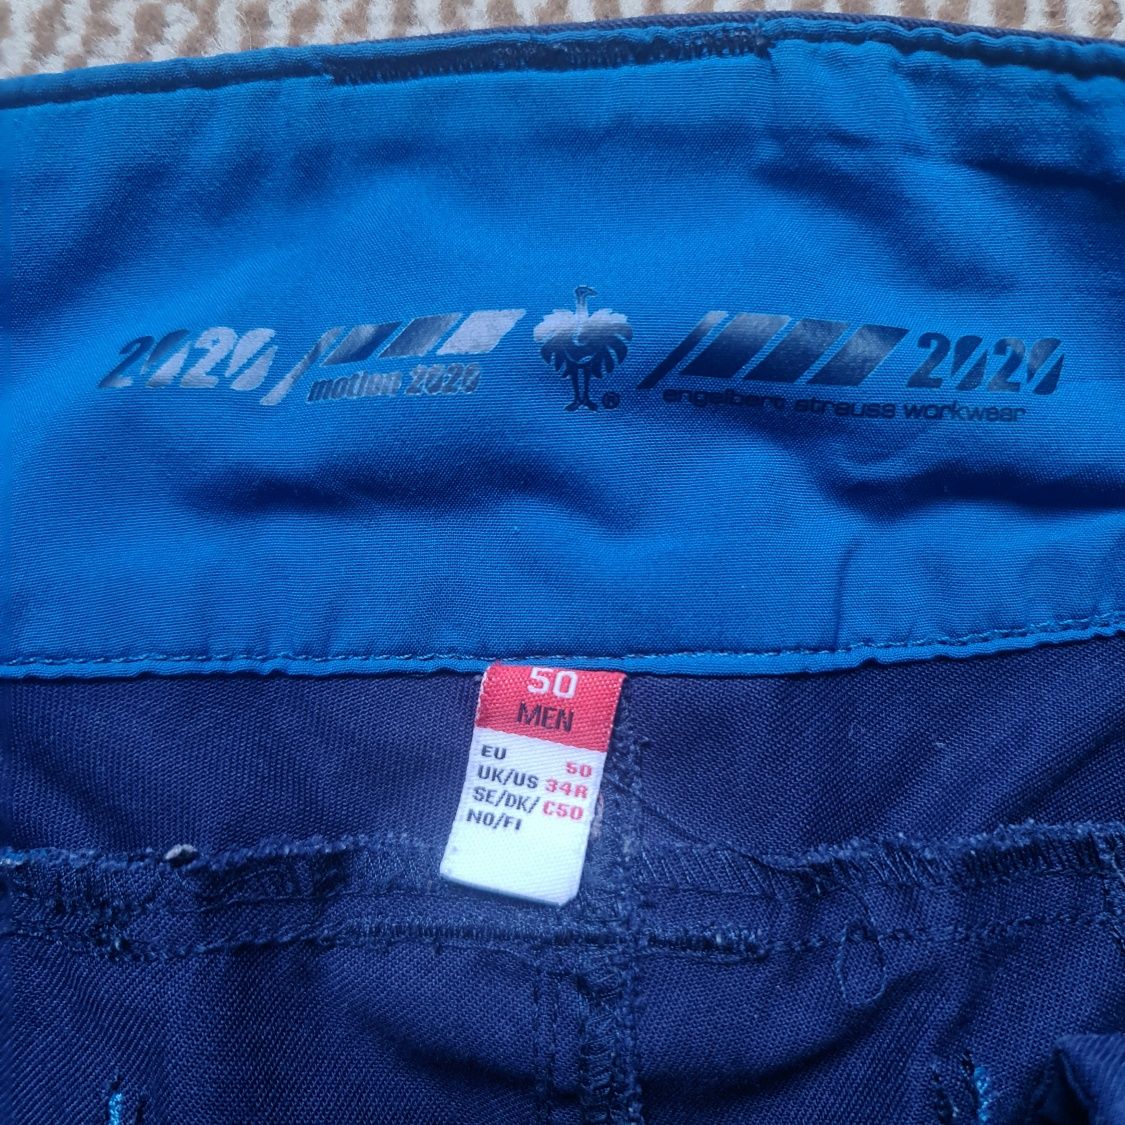 2020
motion 2020
®
2020
engelbert strauss workwear
50
MEN
EU 50
UK/US 34R
SE/DK/ C50
NO/FI